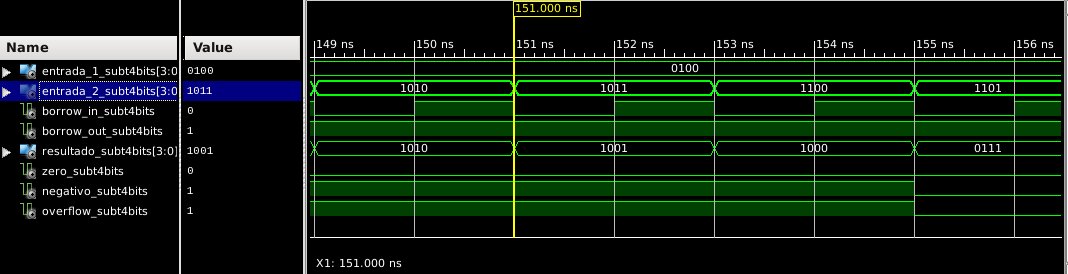 151.000 ns
Name Value
149 ns 150 ns 151 ns 152 ns 153 ns 154 ns 155 ns 156 ns
entrada_1_subt4bits[3:0 0100 0100
entrada_2_subt4bits[3:0 1011 1010 1011 1100 1101
borrow_in_subt4bits 0
borrow_out_subt4bits 1
resultado_subt4bits[3:0] 1001 1010 1001 1000 0111
zero_subt4bits 0
negativo_subt4bits 1
overflow_subt4bits 1
X1: 151.000 ns